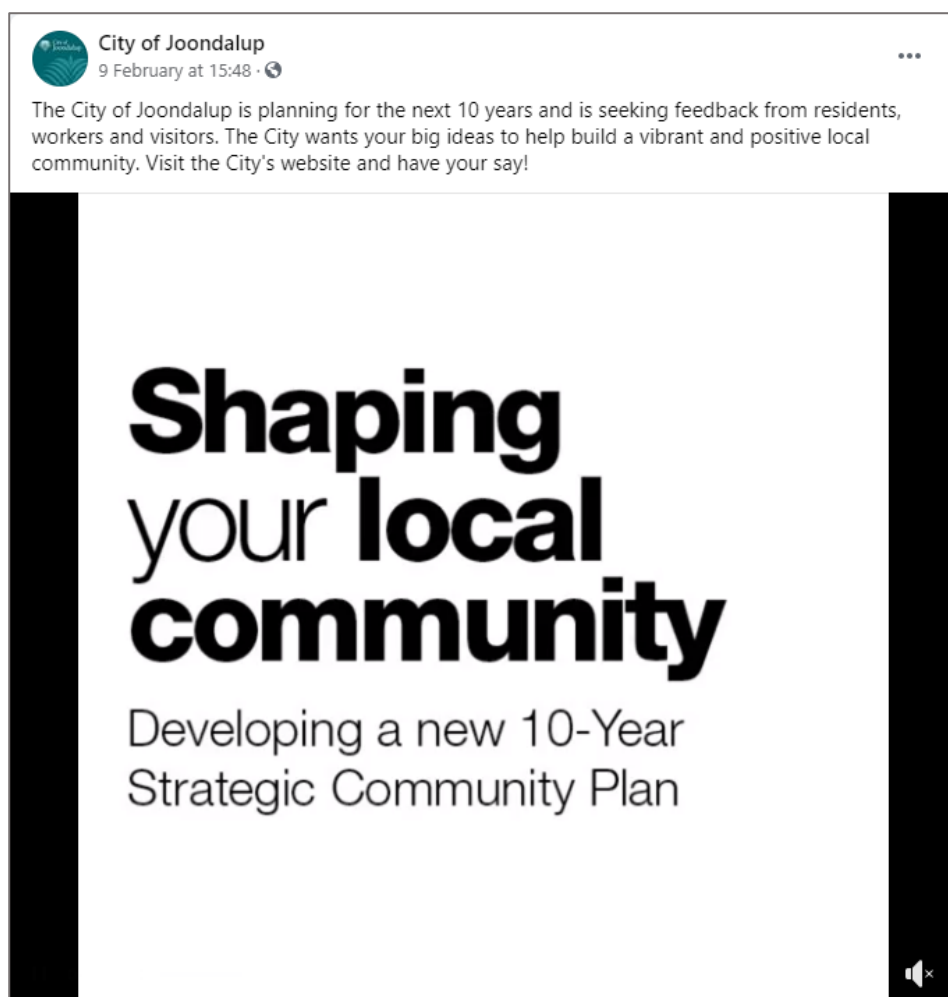 City of Joondalup
9 February at 15:48 ·
The City of Joondalup is planning for the next 10 years and is seeking feedback from residents,
workers and visitors. The City wants your big ideas to help build a vibrant and positive local
community. Visit the City's website and have your say!
Shaping
your local
community
Developing a new 10-Year
Strategic Community Plan